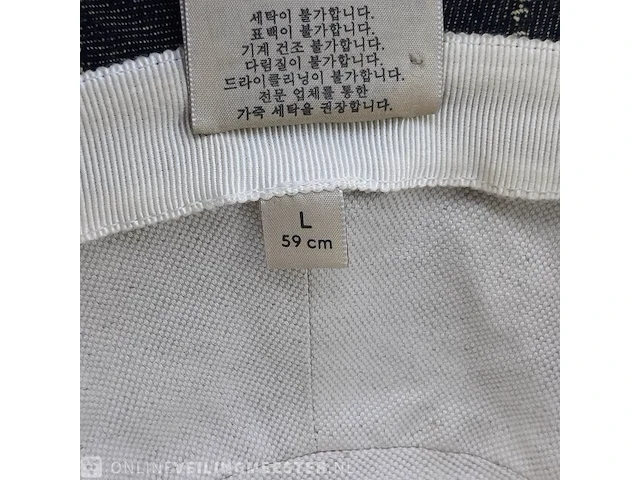 세탁이 불가합니다.
표백이 불가합니다.
기계 건조 불가합니다.
다림질이 불가합니다.
드라이클리닝이 불가합니다.
전문 업체를 통한
가죽 세탁을 권장합니다.
L
59 cm
ONLINEVEILINGMEESTER.NL